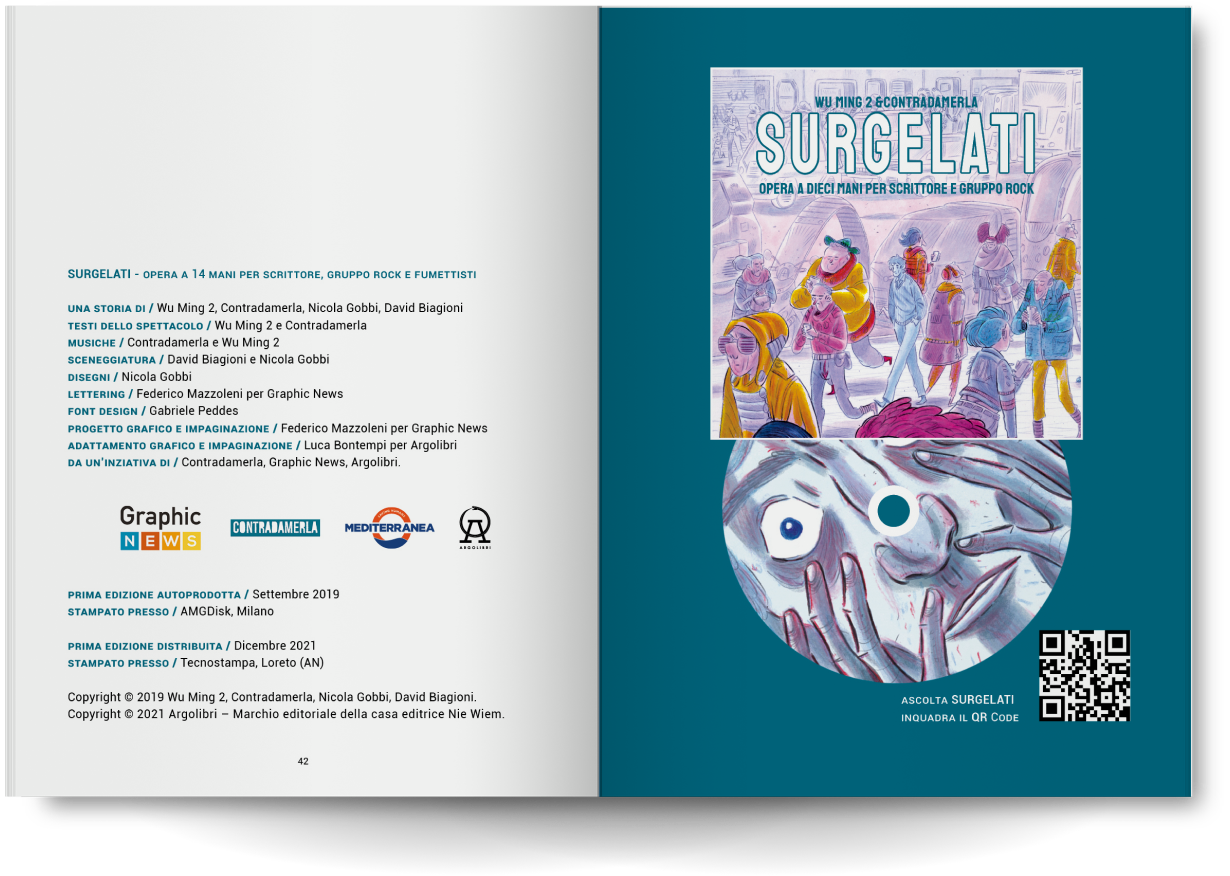 SURGELATI - OPERA A 14 MANI PER SCRITTORE, GRUPPO ROCK E FUMETTISTI
UNA STORIA DI / Wu Ming 2, Contradamerla, Nicola Gobbi, David Biagioni
TESTI DELLO SPETTACOLO / Wu Ming 2 e Contradamerla
MUSICHE / Contradamerla e Wu Ming 2
SCENEGGIATURA / David Biagioni e Nicola Gobbi
DISEGNI / Nicola Gobbi
LETTERING / Federico Mazzoleni per Graphic News
FONT DESIGN / Gabriele Peddes
PROGETTO GRAFICO E IMPAGINAZIONE / Federico Mazzoleni per Graphic News
ADATTAMENTO GRAFICO E IMPAGINAZIONE / Luca Bontempi per Argolibri
DA UN'INZIATIVA DI / Contradamerla, Graphic News, Argolibri.
Graphic
NEWS
CONTRADAMERLA
MEDITERRANEA
ARGOLIBRI
PRIMA EDIZIONE AUTOPRODOTTA / Settembre 2019
STAMPATO PRESSO / AMGDisk, Milano
PRIMA EDIZIONE DISTRIBUITA / Dicembre 2021
STAMPATO PRESSO / Tecnostampa, Loreto (AN)
Copyright © 2019 Wu Ming 2, Contradamerla, Nicola Gobbi, David Biagioni.
Copyright © 2021 Argolibri – Marchio editoriale della casa editrice Nie Wiem.
42
WU MING 2 & CONTRADAMERLA
SURGELATI
OPERA A DIECI MANI PER SCRITTORE E GRUPPO ROCK
ASCOLTA SURGELATI
INQUADRA IL QR CODE